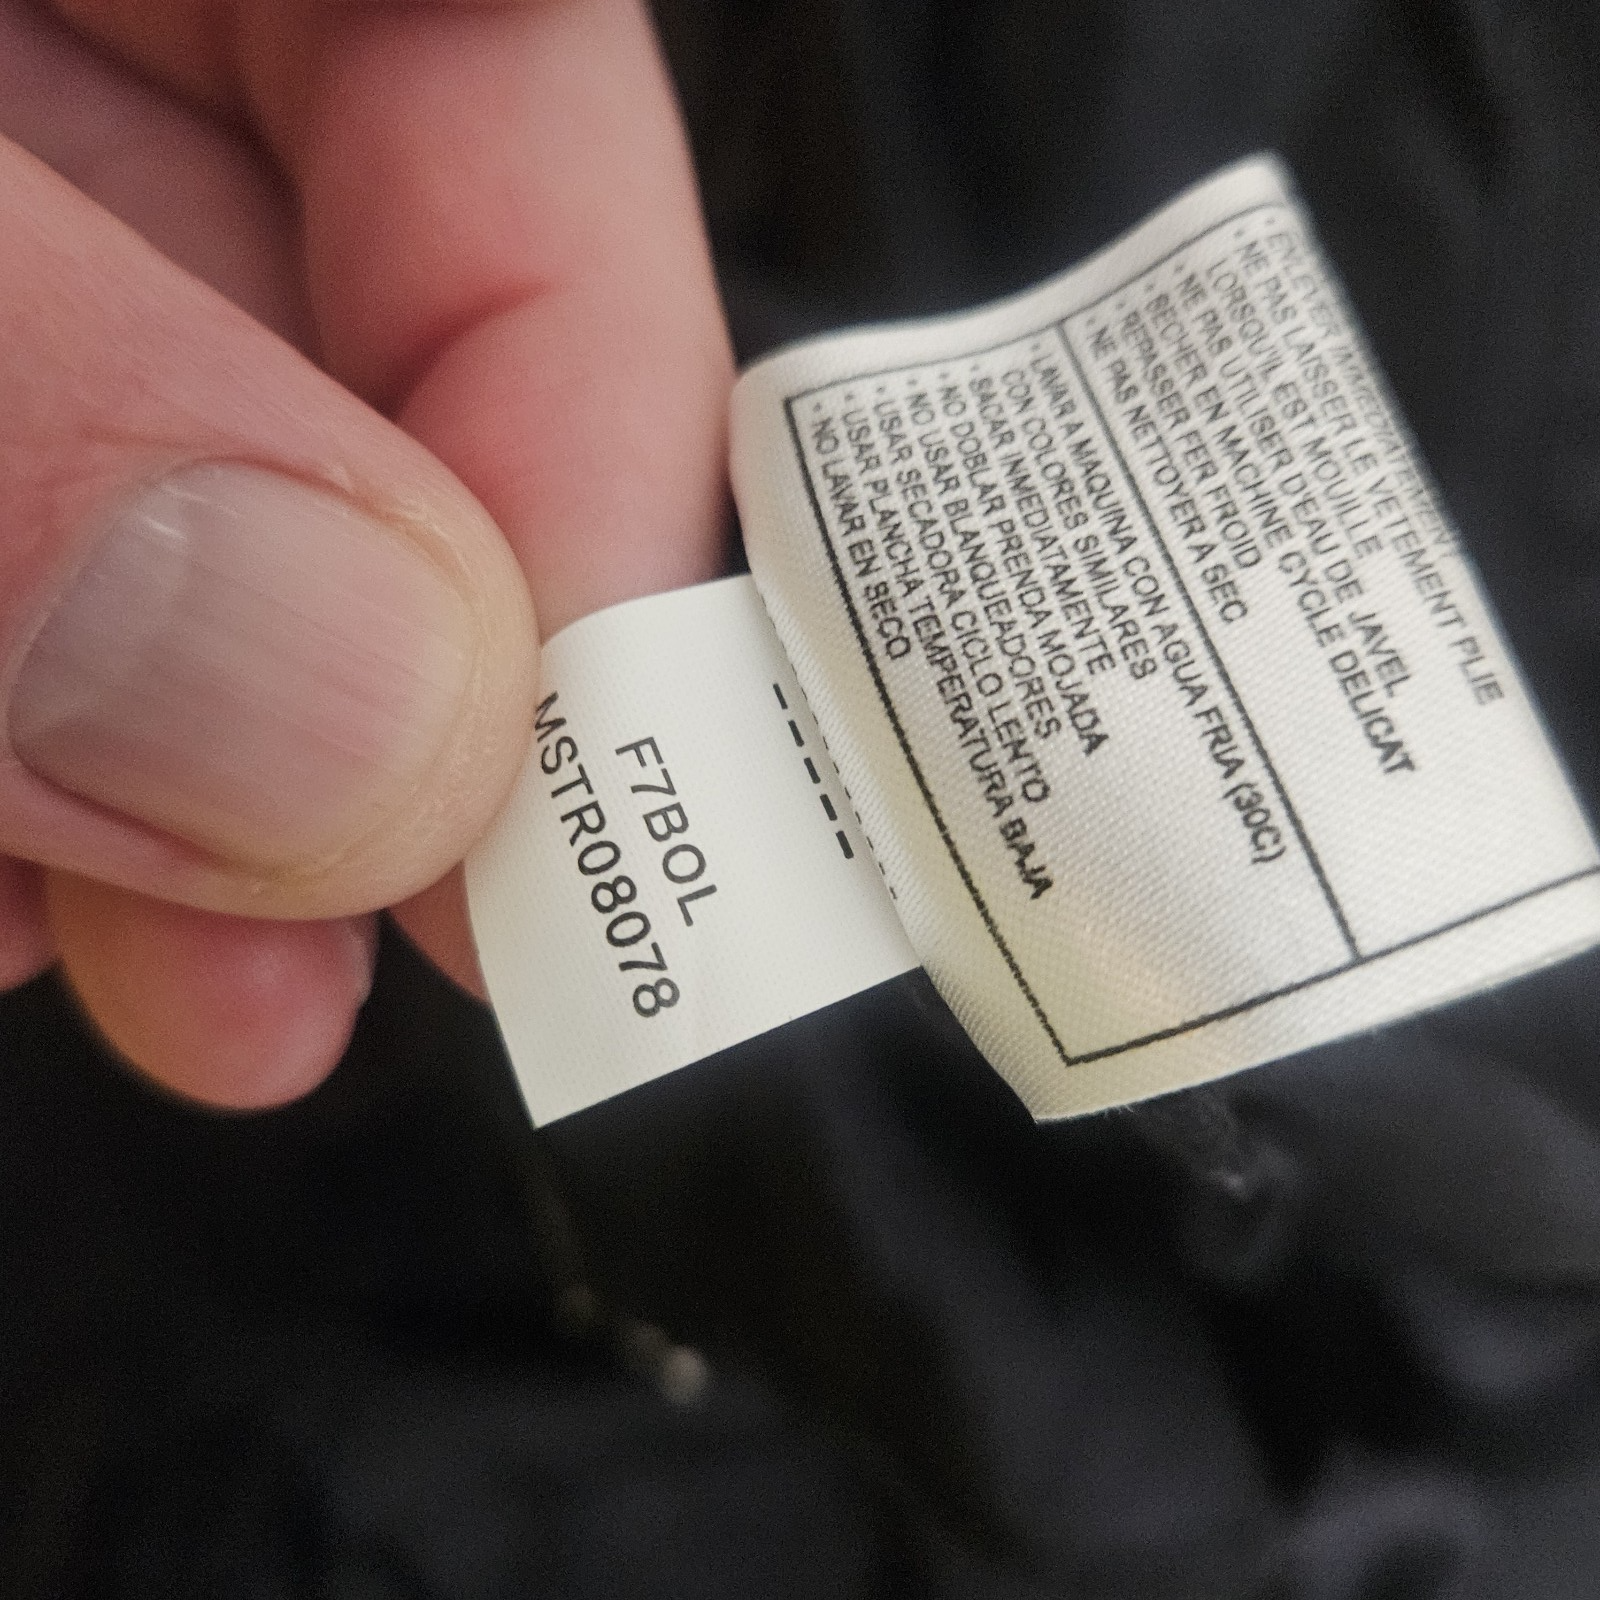 • EVLEVER IMMEDIATEMENT
• NE PAS LAISSER LE VETEMENT PLIE
LORSQU'IL EST MOUILLE
• NE PAS UTILISER D'EAU DE JAVEL
• SECHER EN MACHINE CYCLE DELICAT
• REPASSER FER FROID
• NE PAS NETTOYER A SEC
• LAVAR A MAQUINA CON AGUA FRIA (30C)
CON COLORES SIMILARES
• SACAR INMEDIATAMENTE
• NO DOBLAR PRENDA MOJADA
• NO USAR BLANQUEADORES
• USAR SECADORA CICLO LENTO
• USAR PLANCHA TEMPERATURA BAJA
• NO LAVAR EN SECO
F7BOL
MSTR08078